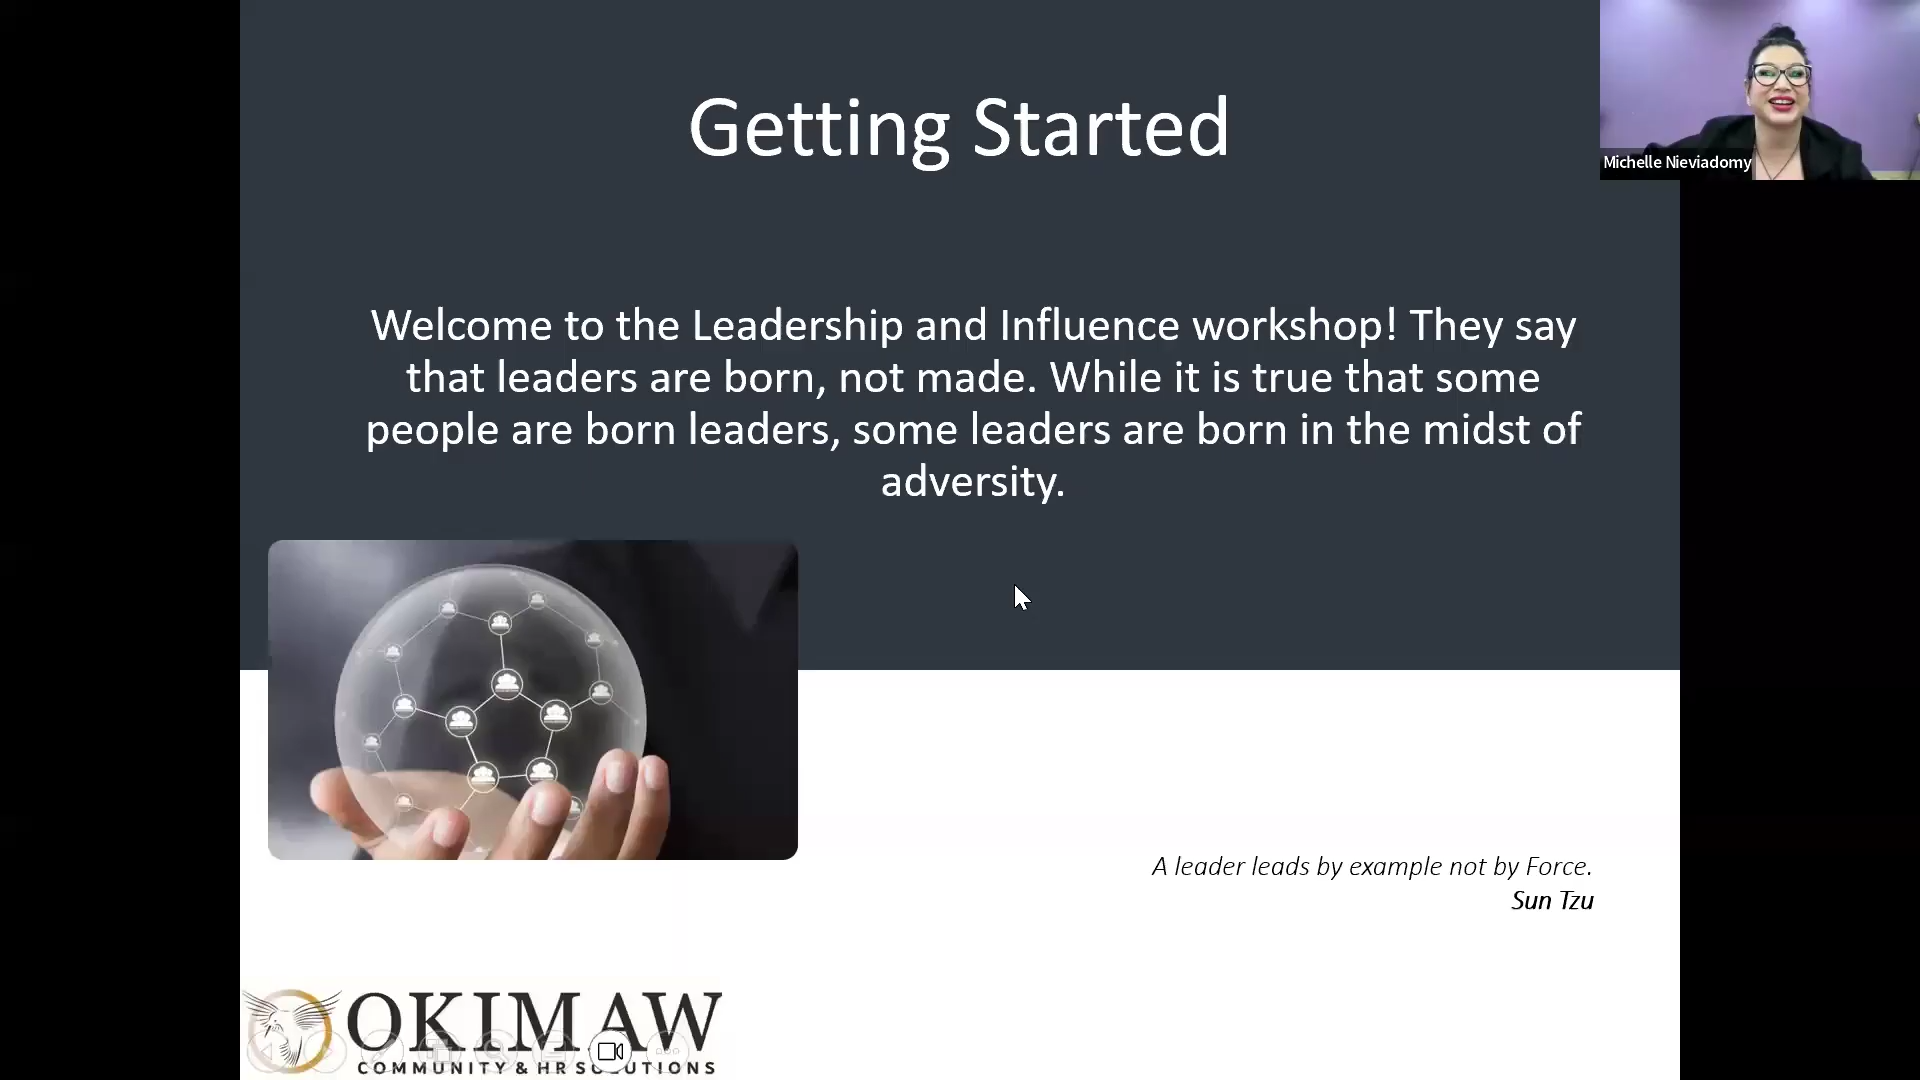 Getting Started
Michelle Nieviadomy
Welcome to the Leadership and Influence workshop! They say
that leaders are born, not made. While it is true that some
people are born leaders, some leaders are born in the midst of
adversity.
A leader leads by example not by Force.
Sun Tzu
OKIMAW
COMMUNITY & HR SOLUTIONS